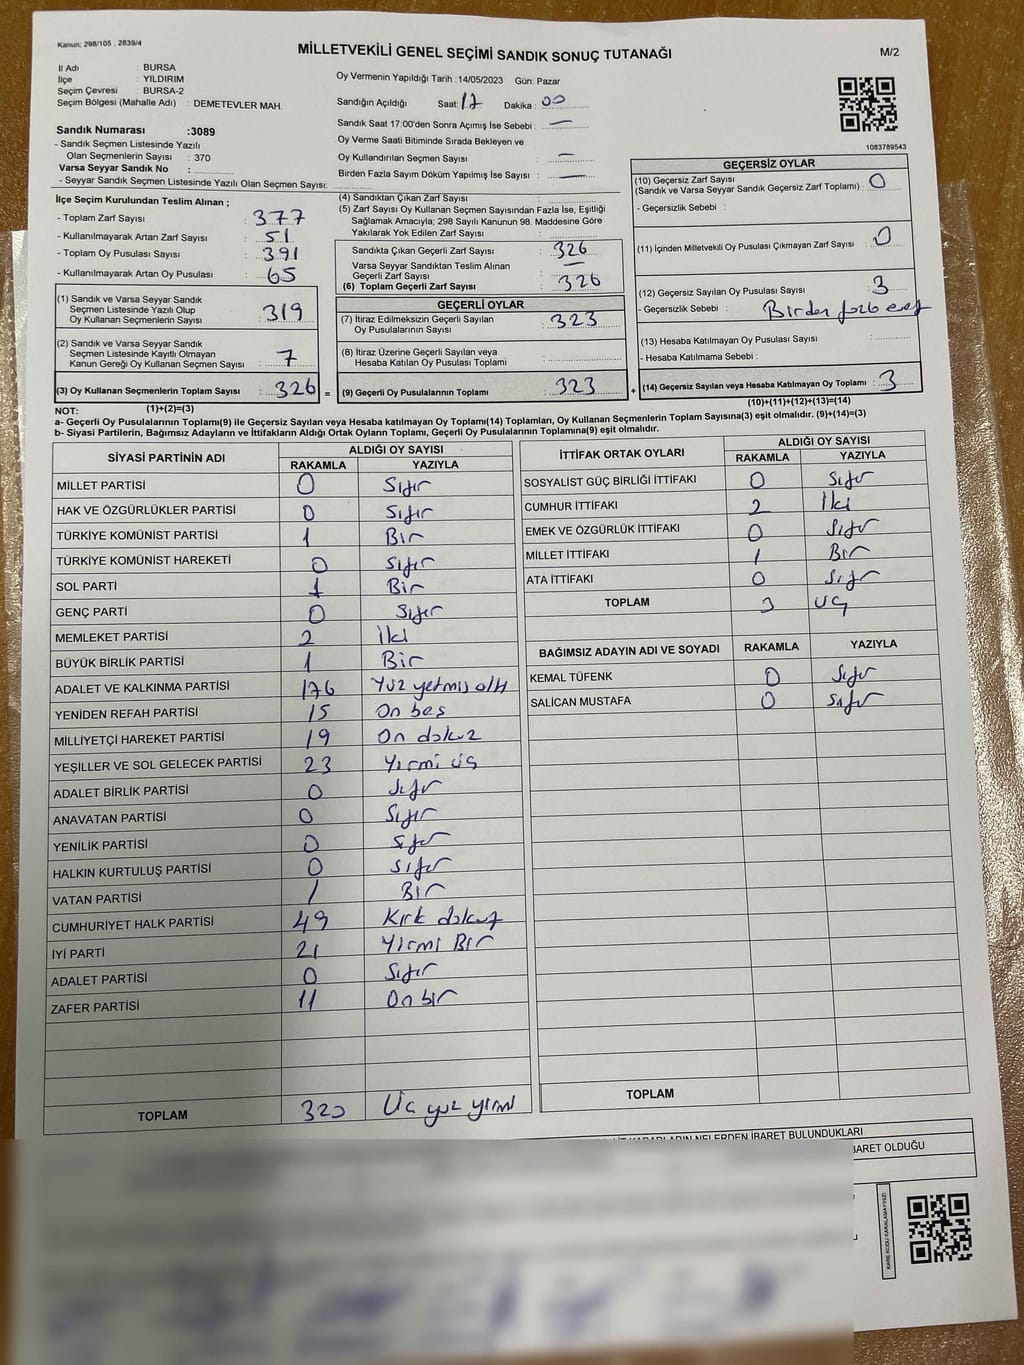 Kanun; 298/105 , 2839/4
MİLLETVEKİLİ GENEL SEÇİMİ SANDIK SONUÇ TUTANAĞI
M/2
İl Adı : BURSA
İlçe : YILDIRIM
Seçim Çevresi : BURSA-2
Seçim Bölgesi (Mahalle Adı) : DEMETEVLER MAH.
Sandık Numarası :3089
- Sandık Seçmen Listesinde Yazılı
Olan Seçmenlerin Sayısı : 370
Varsa Seyyar Sandık No :
- Seyyar Sandık Seçmen Listesinde Yazılı Olan Seçmen Sayısı:
Oy Vermenin Yapıldığı Tarih :14/05/2023 Gün: Pazar
Sandığın Açıldığı Saat: 17 Dakika : 00
Sandık Saat 17:00'den Sonra Açımış İse Sebebi : —
Oy Verme Saati Bitiminde Sırada Bekleyen ve
Oy Kullandırılan Seçmen Sayısı : —
Birden Fazla Sayım Döküm Yapılmış İse Sayısı : —
1083789543
İlçe Seçim Kurulundan Teslim Alınan ;
- Toplam Zarf Sayısı : 377
- Kullanılmayarak Artan Zarf Sayısı : 51
- Toplam Oy Pusulası Sayısı : 391
- Kullanılmayarak Artan Oy Pusulası : 65
(4) Sandıktan Çıkan Zarf Sayısı :
(5) Zarf Sayısı Oy Kullanan Seçmen Sayısından Fazla İse, Eşitliği
Sağlamak Amacıyla; 298 Sayılı Kanunun 98. Maddesine Göre
Yakılarak Yok Edilen Zarf Sayısı :
Sandıkta Çıkan Geçerli Zarf Sayısı : 326
Varsa Seyyar Sandıktan Teslim Alınan
Geçerli Zarf Sayısı : —
(6) Toplam Geçerli Zarf Sayısı : 326
GEÇERSİZ OYLAR
(10) Geçersiz Zarf Sayısı
(Sandık ve Varsa Seyyar Sandık Geçersiz Zarf Toplamı) : 0
- Geçersizlik Sebebi :
(11) İçinden Milletvekili Oy Pusulası Çıkmayan Zarf Sayısı : 0
(12) Geçersiz Sayılan Oy Pusulası Sayısı : 3
- Geçersizlik Sebebi : Birden fazla
(13) Hesaba Katılmayan Oy Pusulası Sayısı :
- Hesaba Katılmama Sebebi :
(14) Geçersiz Sayılan veya Hesaba Katılmayan Oy Toplamı : 3
(10)+(11)+(12)+(13)=(14)
(1) Sandık ve Varsa Seyyar Sandık
Seçmen Listesinde Yazılı Olup
Oy Kullanan Seçmenlerin Sayısı : 319
(2) Sandık ve Varsa Seyyar Sandık
Seçmen Listesinde Kayıtlı Olmayan
Kanun Gereği Oy Kullanan Seçmen Sayısı : 7
(3) Oy Kullanan Seçmenlerin Toplam Sayısı : 326 =
(1)+(2)=(3)
GEÇERLİ OYLAR
(7) İtiraz Edilmeksizin Geçerli Sayılan
Oy Pusulalarının Sayısı : 323
(8) İtiraz Üzerine Geçerli Sayılan veya
Hesaba Katılan Oy Pusulası Toplamı :
(9) Geçerli Oy Pusulalarının Toplamı : 323 +
NOT:
a- Geçerli Oy Pusulalarının Toplamı(9) ile Geçersiz Sayılan veya Hesaba katılmayan Oy Toplamı(14) Toplamları, Oy Kullanan Seçmenlerin Toplam Sayısına(3) eşit olmalıdır. (9)+(14)=(3)
b- Siyasi Partilerin, Bağımsız Adayların ve İttifakların Aldığı Ortak Oyların Toplamı, Geçerli Oy Pusulalarının Toplamına(9) eşit olmalıdır.
SİYASİ PARTİNİN ADI ALDIĞI OY SAYISI
RAKAMLA YAZIYLA
MİLLET PARTİSİ 0 Sıfır
HAK VE ÖZGÜRLÜKLER PARTİSİ 0 Sıfır
TÜRKİYE KOMÜNİST PARTİSİ 1 Bir
TÜRKİYE KOMÜNİST HAREKETİ 0 Sıfır
SOL PARTİ 1 Bir
GENÇ PARTİ 0 Sıfır
MEMLEKET PARTİSİ 2 İki
BÜYÜK BİRLİK PARTİSİ 1 Bir
ADALET VE KALKINMA PARTİSİ 176 Yüz yetmiş altı
YENİDEN REFAH PARTİSİ 15 On beş
MİLLİYETÇİ HAREKET PARTİSİ 19 On dokuz
YEŞİLLER VE SOL GELECEK PARTİSİ 23 Yirmi üç
ADALET BİRLİK PARTİSİ 0 Sıfır
ANAVATAN PARTİSİ 0 Sıfır
YENİLİK PARTİSİ 0 Sıfır
HALKIN KURTULUŞ PARTİSİ 0 Sıfır
VATAN PARTİSİ 1 Bir
CUMHURİYET HALK PARTİSİ 49 Kırk dokuz
İYİ PARTİ 21 Yirmi Bir
ADALET PARTİSİ 0 Sıfır
ZAFER PARTİSİ 11 On bir
TOPLAM 320 Üç yüz yirmi
İTTİFAK ORTAK OYLARI ALDIĞI OY SAYISI
RAKAMLA YAZIYLA
SOSYALİST GÜÇ BİRLİĞİ İTTİFAKI 0 Sıfır
CUMHUR İTTİFAKI 2 İki
EMEK VE ÖZGÜRLÜK İTTİFAKI 0 Sıfır
MİLLET İTTİFAKI 1 Bir
ATA İTTİFAKI 0 Sıfır
TOPLAM 3 Üç
BAĞIMSIZ ADAYIN ADI VE SOYADI RAKAMLA YAZIYLA
KEMAL TÜFENK 0 Sıfır
SALİCAN MUSTAFA 0 Sıfır
TOPLAM
KARARLARIN NELERDEN İBARET BULUNDUKLARI
BARET OLDUĞU
KARE KODU KARALAMAYINIZ!